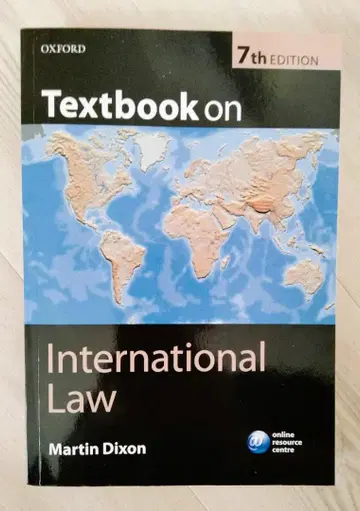 OXFORD
7th EDITION
Textbook on
International
Law
Martin Dixon
@ online
resource
centre